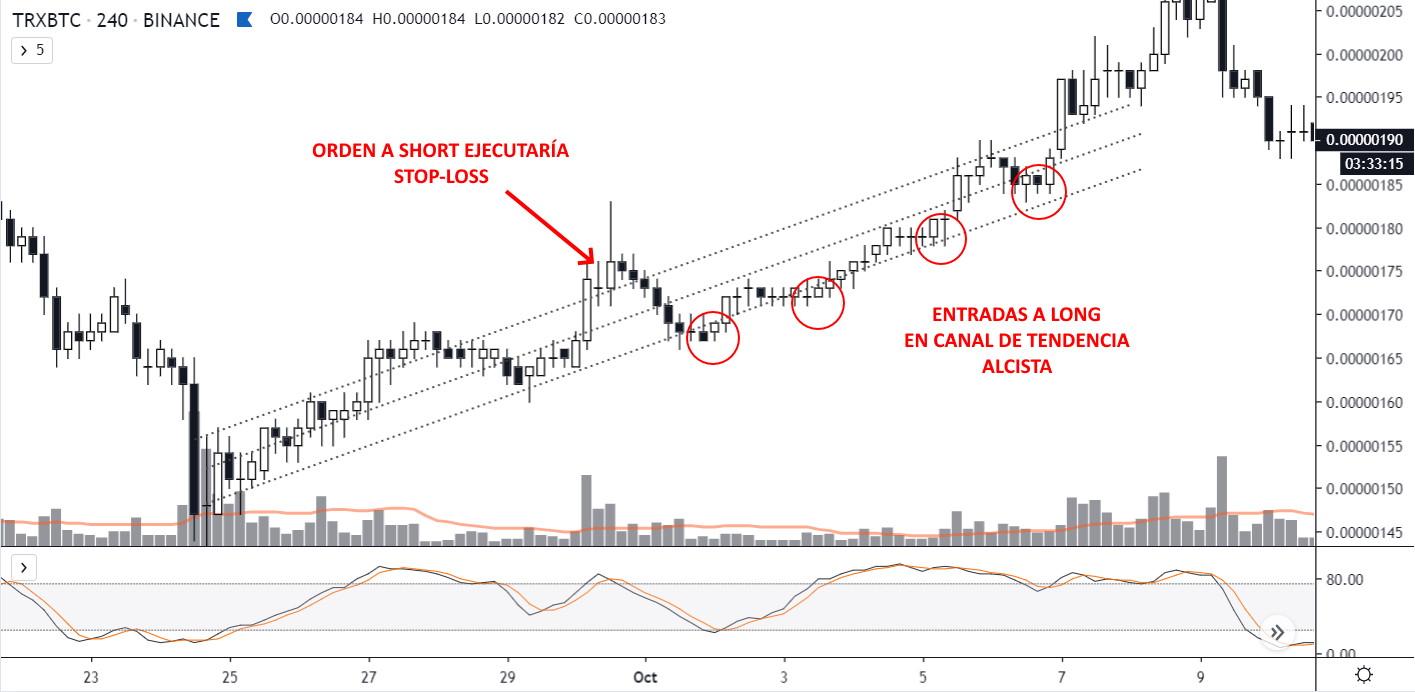 TRXBTC · 240 · BINANCE O0.00000184 H0.00000184 L0.00000182 C0.00000183
5
0.00000205
0.00000200
0.00000195
0.00000190
03:33:15
0.00000185
0.00000180
0.00000175
0.00000170
0.00000165
0.00000160
0.00000155
0.00000150
0.00000145
ORDEN A SHORT EJECUTARÍA
STOP-LOSS
ENTRADAS A LONG
EN CANAL DE TENDENCIA
ALCISTA
80.00
0.00
23 25 27 29 Oct 3 5 7 9